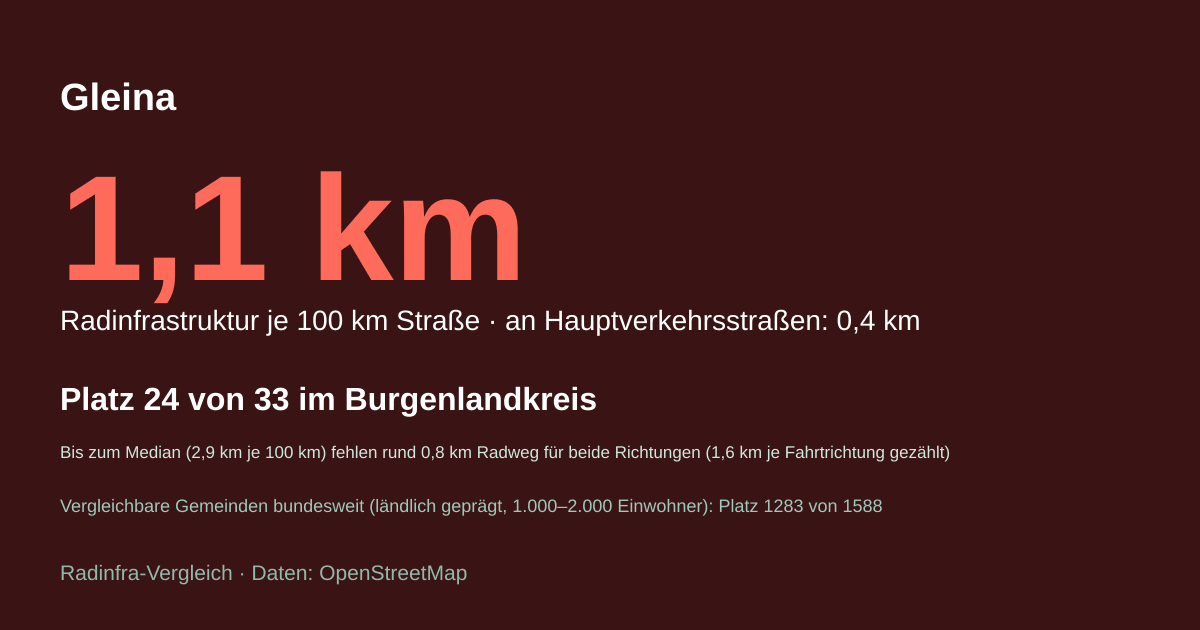 Gleina
1,1 km
Radinfrastruktur je 100 km Straße · an Hauptverkehrsstraßen: 0,4 km
Platz 24 von 33 im Burgenlandkreis
Bis zum Median (2,9 km je 100 km) fehlen rund 0,8 km Radweg für beide Richtungen (1,6 km je Fahrtrichtung gezählt)
Vergleichbare Gemeinden bundesweit (ländlich geprägt, 1.000–2.000 Einwohner): Platz 1283 von 1588
Radinfra-Vergleich · Daten: OpenStreetMap